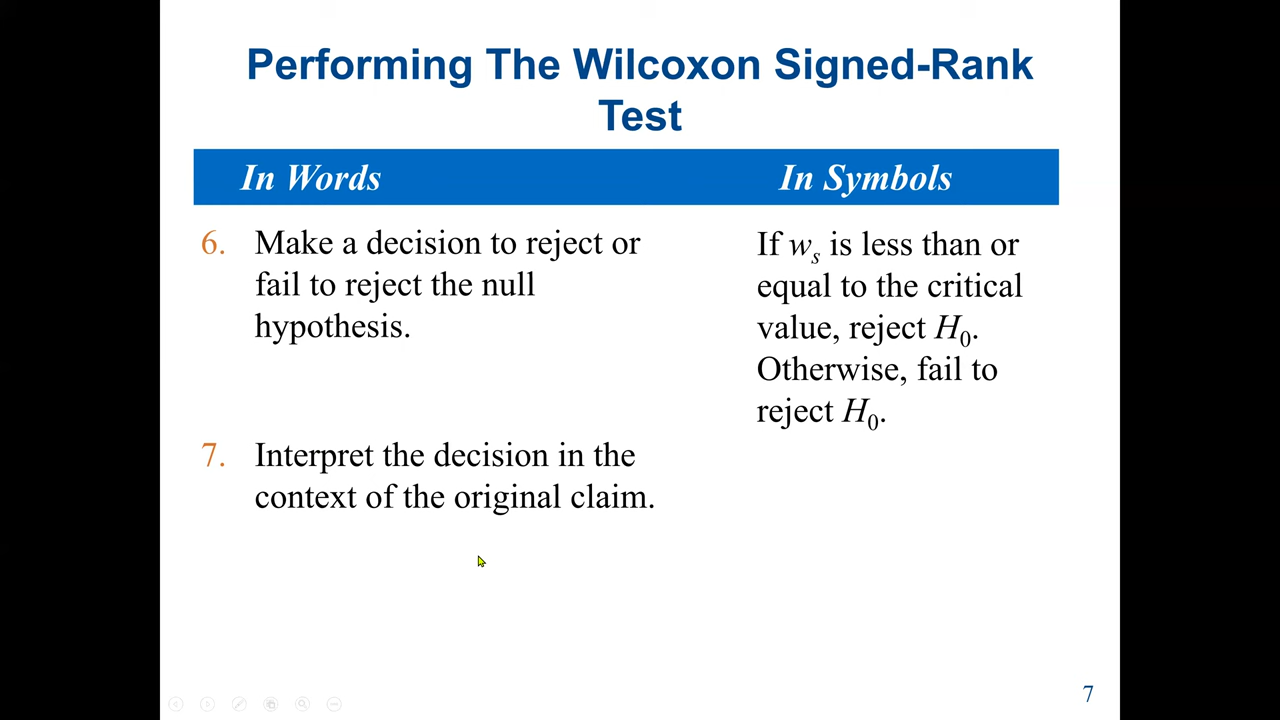 Performing The Wilcoxon Signed-Rank
Test
In Words
In Symbols
6. Make a decision to reject or
fail to reject the null
hypothesis.
If wₛ is less than or
equal to the critical
value, reject H₀.
Otherwise, fail to
reject H₀.
7. Interpret the decision in the
context of the original claim.
7